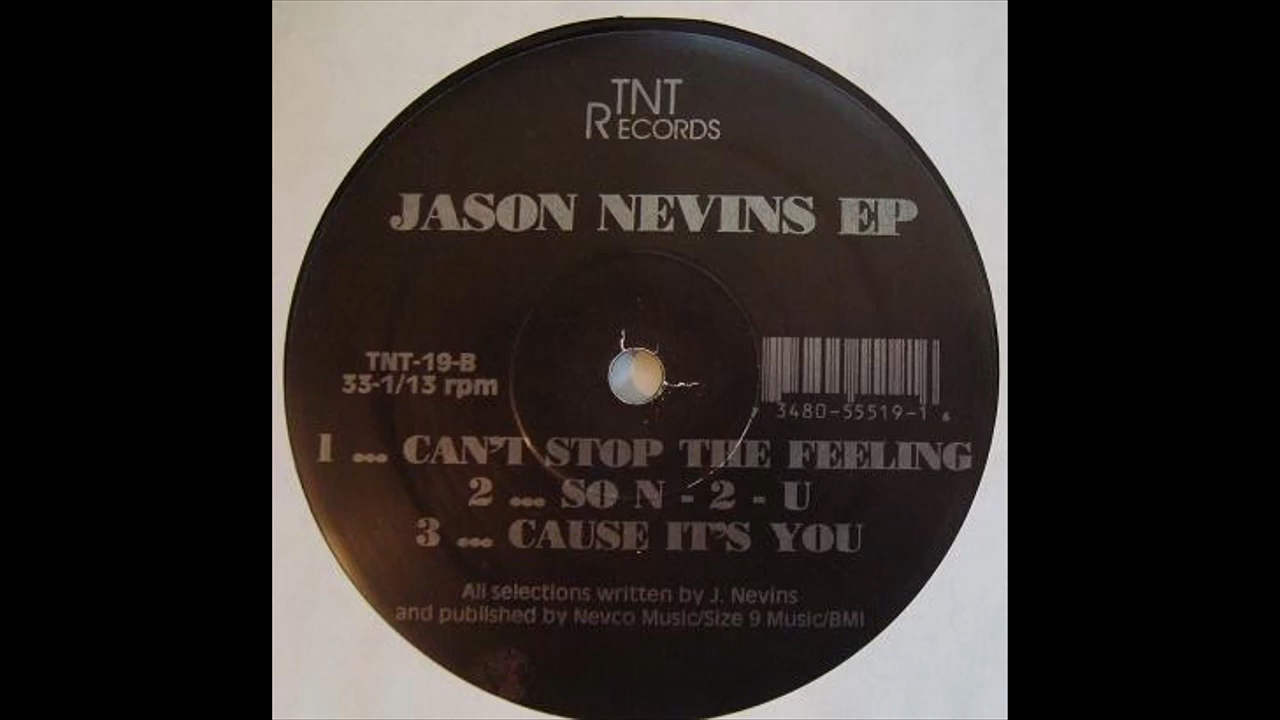 TNT
RECORDS
JASON NEVINS EP
TNT-19-B
33-1/13 rpm
7 3480-55519-1 6
1 ... CAN'T STOP THE FEELING
2 ... SO N - 2 - U
3 ... CAUSE IT'S YOU
All selections written by J. Nevins
and published by Nevco Music/Size 9 Music/BMI